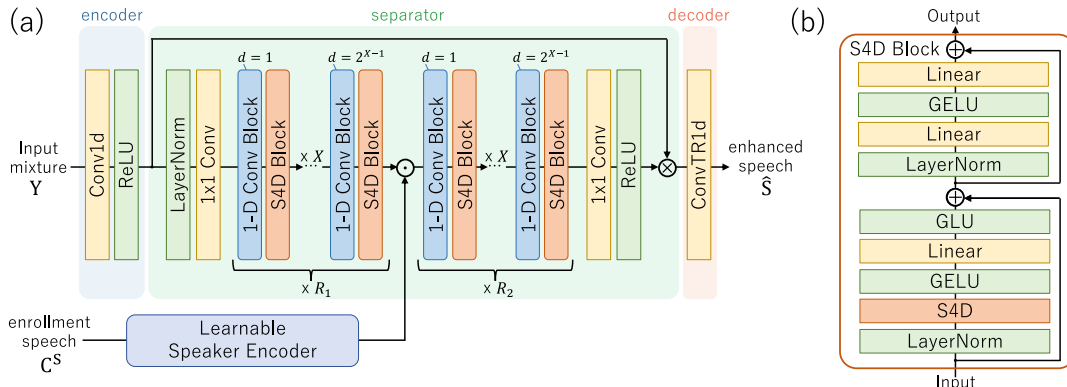 (a)
encoder
separator
decoder
d = 1
d = 2^{X-1}
d = 1
d = 2^{X-1}
Input
mixture
Y
Conv1d
ReLU
LayerNorm
1x1 Conv
1-D Conv Block
S4D Block
× X
...
1-D Conv Block
S4D Block
1-D Conv Block
S4D Block
× X
...
1-D Conv Block
S4D Block
1x1 Conv
ReLU
ConvTR1d
enhanced
speech
Ŝ
× R₁
× R₂
enrollment
speech
Cˢ
Learnable
Speaker Encoder
(b)
Output
S4D Block
Linear
GELU
Linear
LayerNorm
GLU
Linear
GELU
S4D
LayerNorm
Input